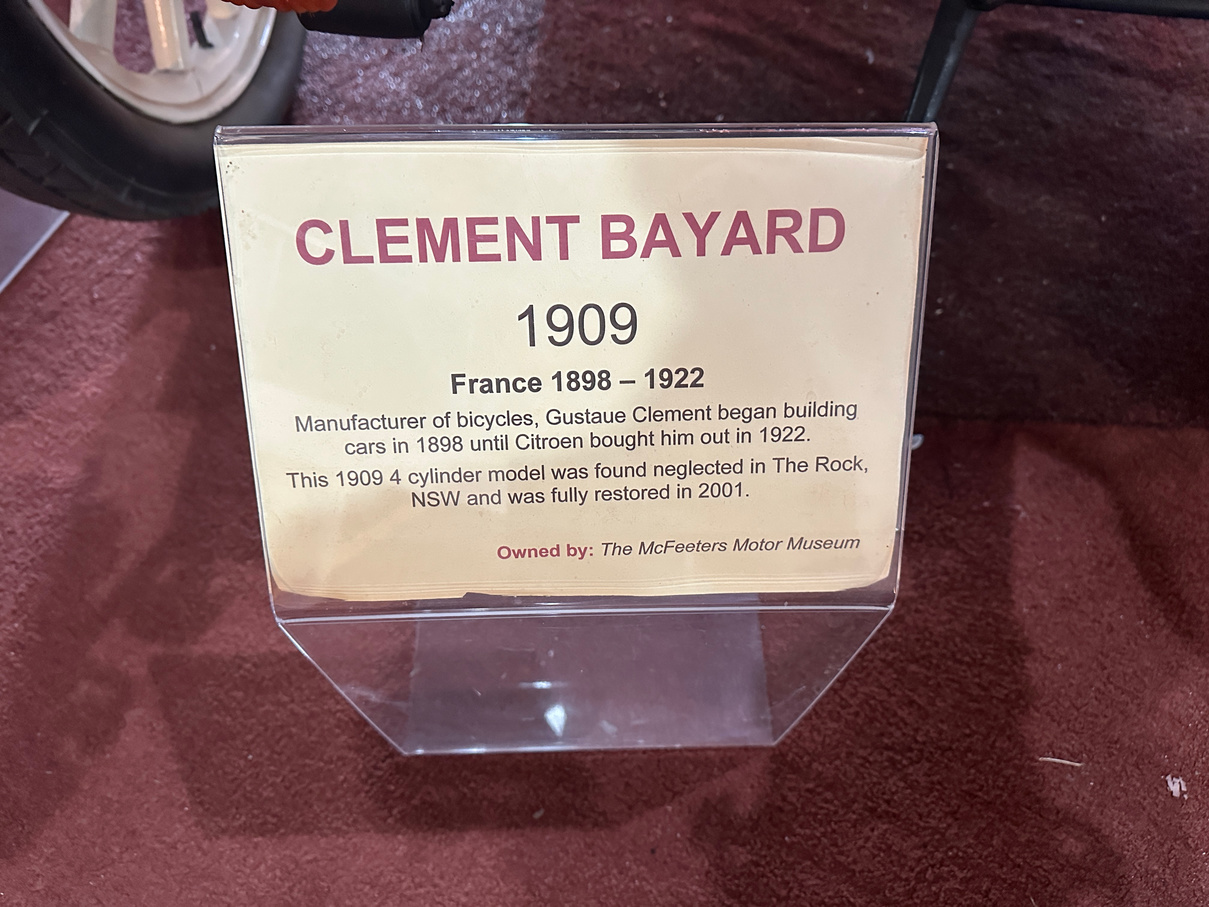 CLEMENT BAYARD
1909
France 1898 – 1922
Manufacturer of bicycles, Gustaue Clement began building
cars in 1898 until Citroen bought him out in 1922.
This 1909 4 cylinder model was found neglected in The Rock,
NSW and was fully restored in 2001.
Owned by: The McFeeters Motor Museum